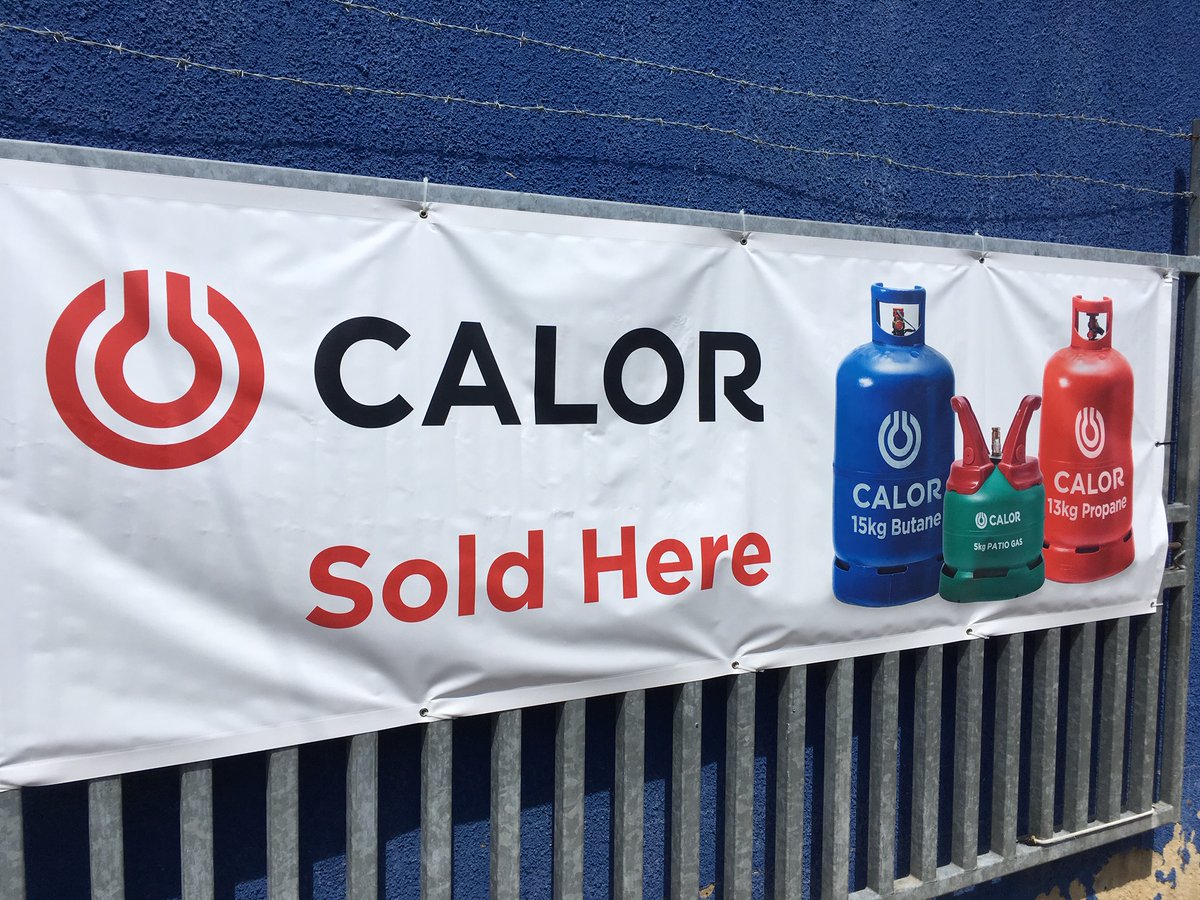 CALOR
Sold Here
CALOR
15kg Butane
CALOR
5kg PATIO GAS
CALOR
13kg Propane